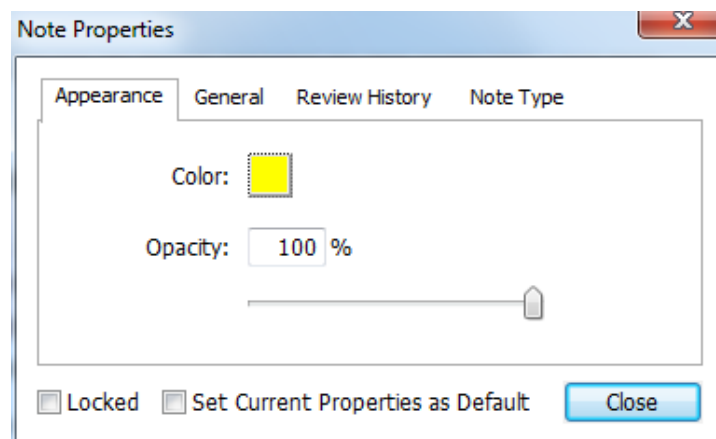 Note Properties
Appearance General Review History Note Type
Color:
Opacity: 100 %
Locked Set Current Properties as Default Close